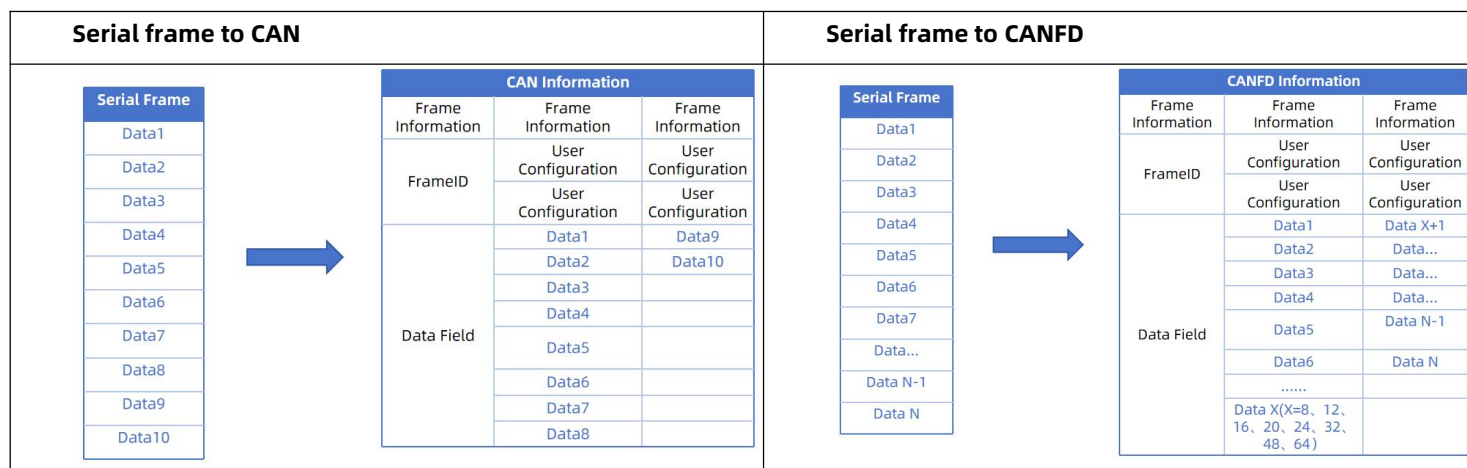 Serial frame to CAN
Serial Frame
Data1
Data2
Data3
Data4
Data5
Data6
Data7
Data8
Data9
Data10
CAN Information
Frame Information
Frame Information
Frame Information
FrameID
User Configuration
User Configuration
User Configuration
User Configuration
Data Field
Data1
Data9
Data2
Data10
Data3
Data4
Data5
Data6
Data7
Data8
Serial frame to CANFD
Serial Frame
Data1
Data2
Data3
Data4
Data5
Data6
Data7
Data...
Data N-1
Data N
CANFD Information
Frame Information
Frame Information
Frame Information
FrameID
User Configuration
User Configuration
User Configuration
User Configuration
Data Field
Data1
Data X+1
Data2
Data...
Data3
Data...
Data4
Data...
Data5
Data N-1
Data6
Data N
......
Data X(X=8、12、
16、20、24、32、
48、64）